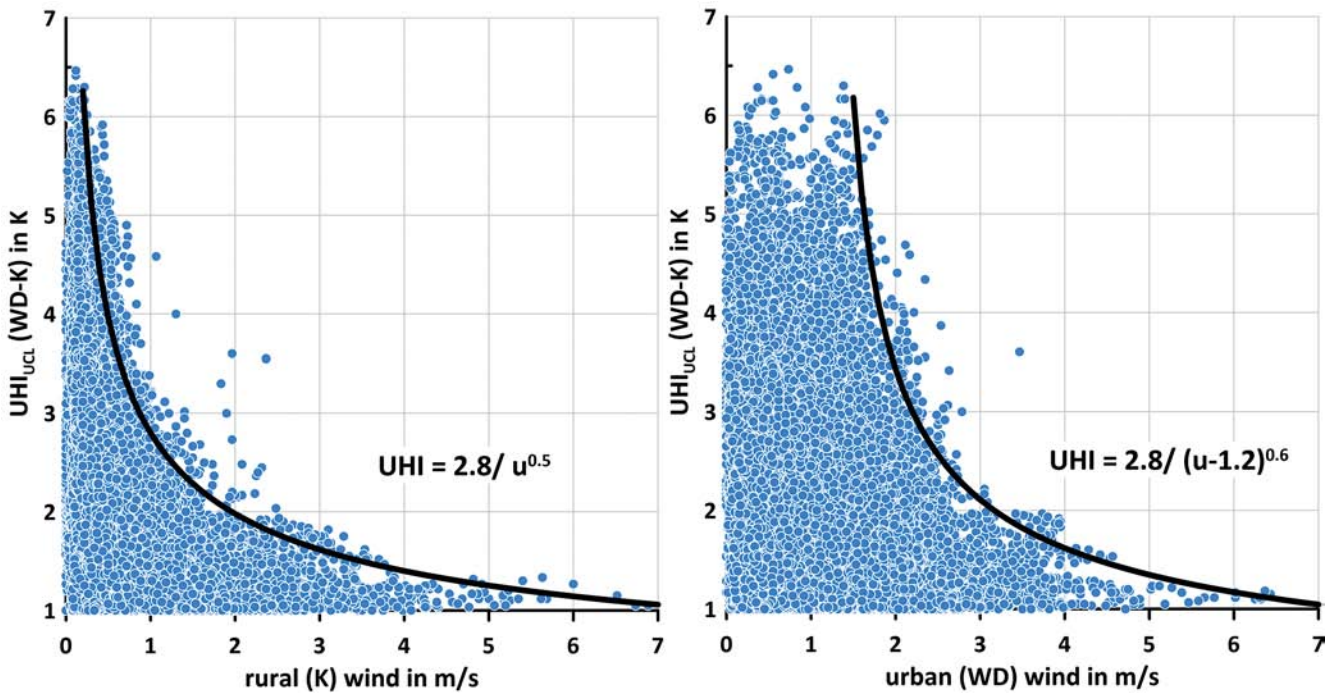 7
6
5
4
3
2
1
UHI_UCL (WD-K) in K
UHI = 2.8/ u^0.5
0 1 2 3 4 5 6 7
rural (K) wind in m/s
7
6
5
4
3
2
1
UHI_UCL (WD-K) in K
UHI = 2.8/ (u-1.2)^0.6
0 1 2 3 4 5 6 7
urban (WD) wind in m/s